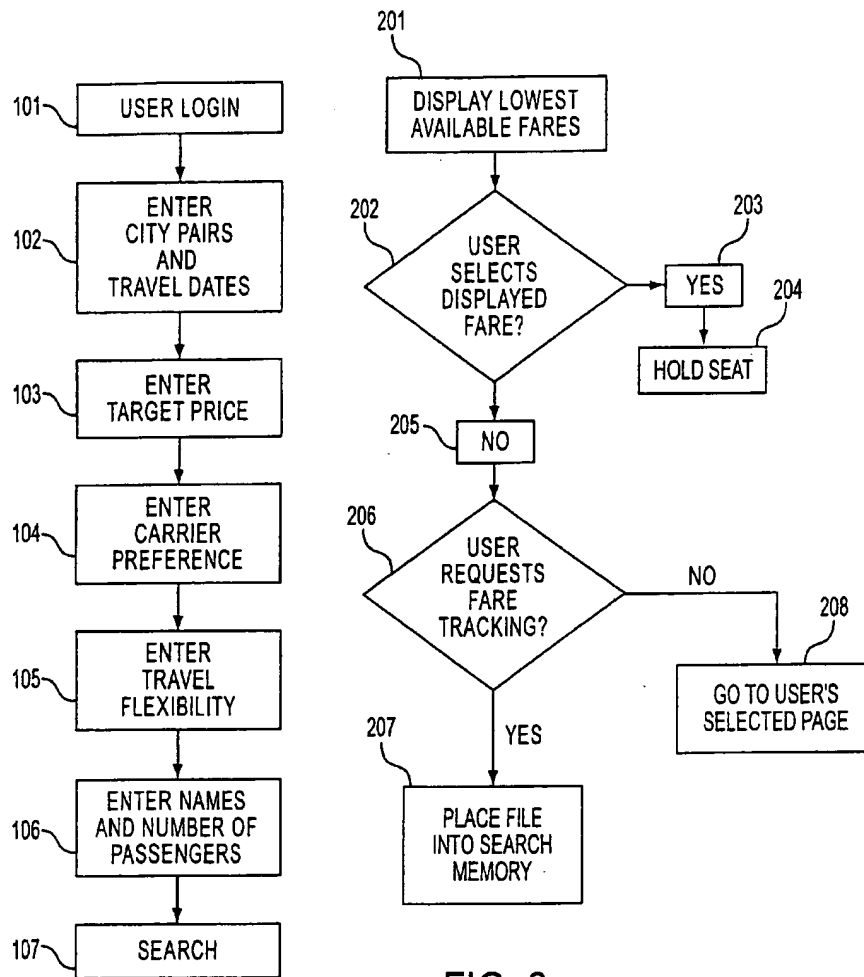 101
USER LOGIN
102
ENTER
CITY PAIRS
AND
TRAVEL DATES
103
ENTER
TARGET PRICE
104
ENTER
CARRIER
PREFERENCE
105
ENTER
TRAVEL
FLEXIBILITY
106
ENTER NAMES
AND NUMBER OF
PASSENGERS
107
SEARCH
201
DISPLAY LOWEST
AVAILABLE FARES
202
USER
SELECTS
DISPLAYED
FARE?
203
YES
204
HOLD SEAT
205
NO
206
USER
REQUESTS
FARE
TRACKING?
NO
208
GO TO USER'S
SELECTED PAGE
YES
207
PLACE FILE
INTO SEARCH
MEMORY